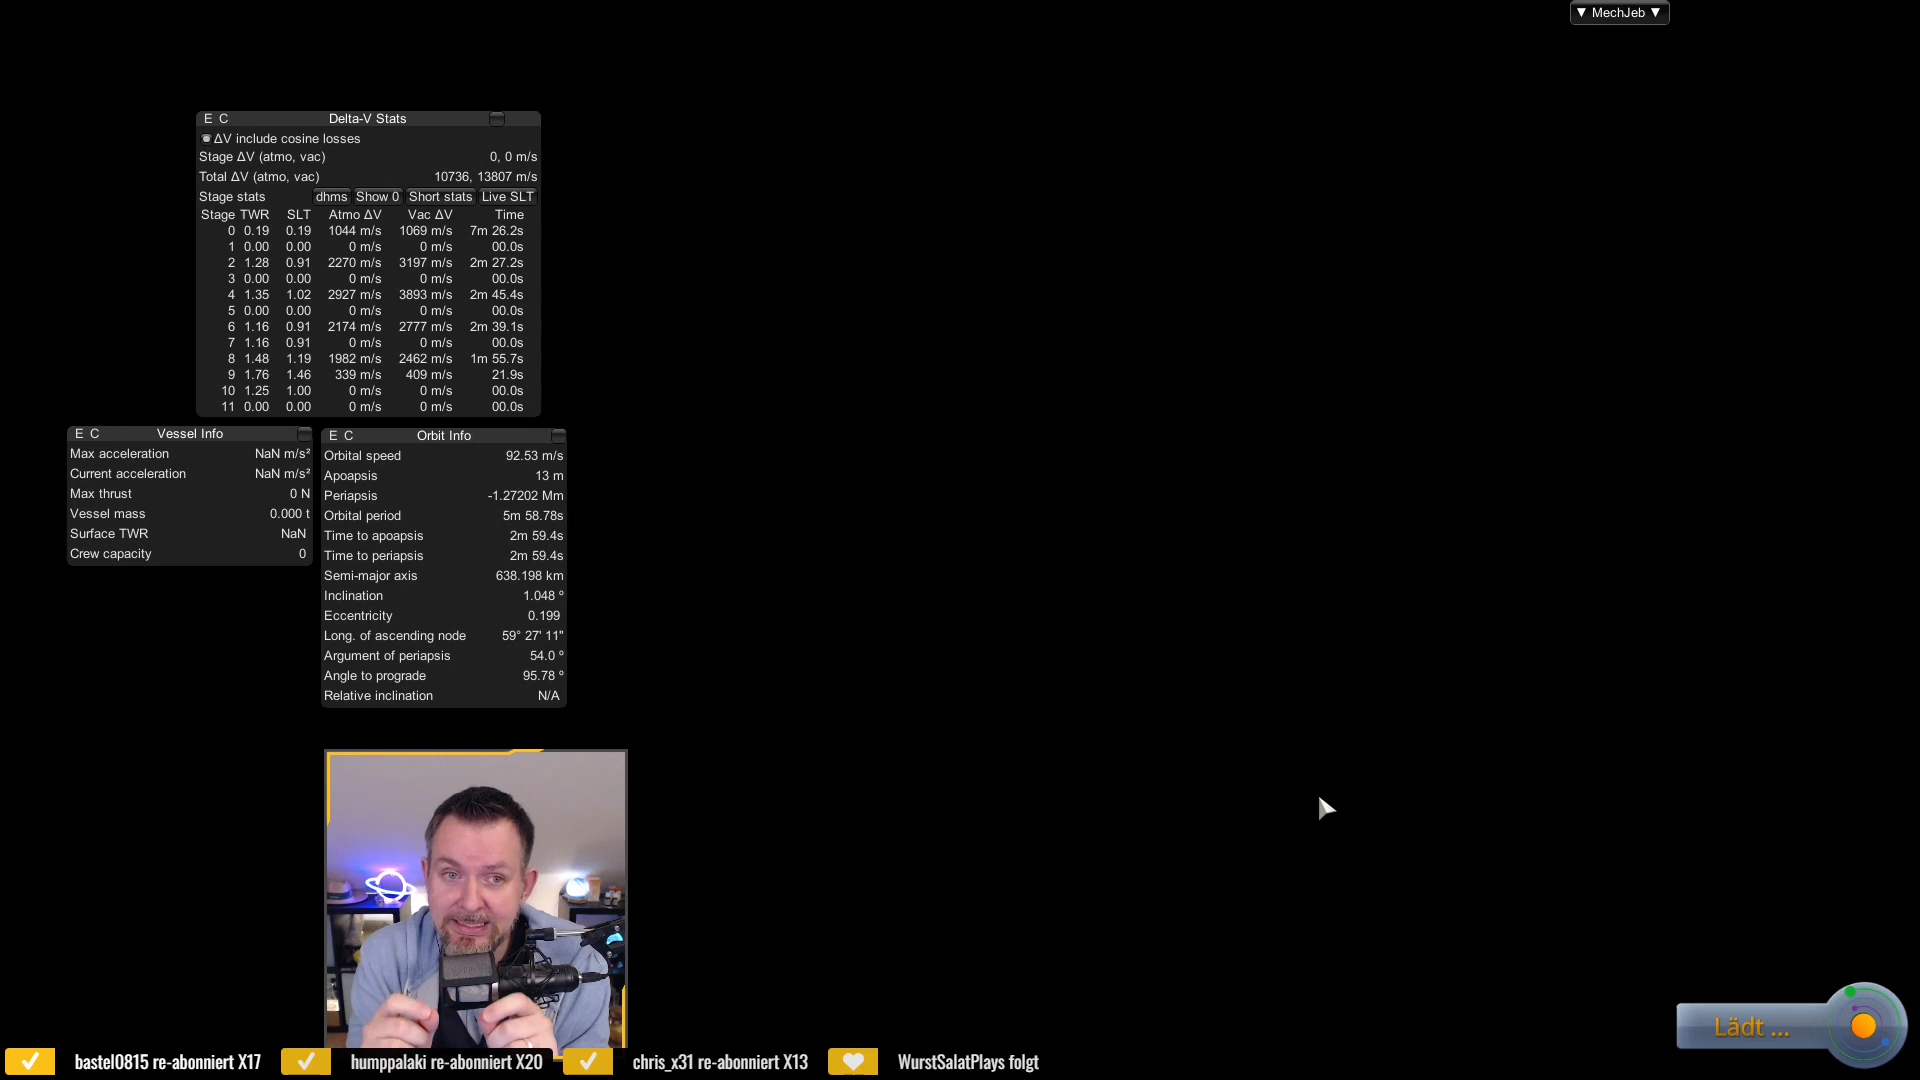 ▼ MechJeb ▼
E C Delta-V Stats
ΔV include cosine losses
Stage ΔV (atmo, vac) 0, 0 m/s
Total ΔV (atmo, vac) 10736, 13807 m/s
Stage stats dhms Show 0 Short stats Live SLT
Stage TWR SLT Atmo ΔV Vac ΔV Time
0 0.19 0.19 1044 m/s 1069 m/s 7m 26.2s
1 0.00 0.00 0 m/s 0 m/s 00.0s
2 1.28 0.91 2270 m/s 3197 m/s 2m 27.2s
3 0.00 0.00 0 m/s 0 m/s 00.0s
4 1.35 1.02 2927 m/s 3893 m/s 2m 45.4s
5 0.00 0.00 0 m/s 0 m/s 00.0s
6 1.16 0.91 2174 m/s 2777 m/s 2m 39.1s
7 1.16 0.91 0 m/s 0 m/s 00.0s
8 1.48 1.19 1982 m/s 2462 m/s 1m 55.7s
9 1.76 1.46 339 m/s 409 m/s 21.9s
10 1.25 1.00 0 m/s 0 m/s 00.0s
11 0.00 0.00 0 m/s 0 m/s 00.0s
E C Vessel Info
Max acceleration NaN m/s²
Current acceleration NaN m/s²
Max thrust 0 N
Vessel mass 0.000 t
Surface TWR NaN
Crew capacity 0
E C Orbit Info
Orbital speed 92.53 m/s
Apoapsis 13 m
Periapsis -1.27202 Mm
Orbital period 5m 58.78s
Time to apoapsis 2m 59.4s
Time to periapsis 2m 59.4s
Semi-major axis 638.198 km
Inclination 1.048 º
Eccentricity 0.199
Long. of ascending node 59° 27' 11"
Argument of periapsis 54.0 º
Angle to prograde 95.78 º
Relative inclination N/A
Lädt ...
bastel0815 re-abonniert X17 humppalaki re-abonniert X20 chris_x31 re-abonniert X13 WurstSalatPlays folgt